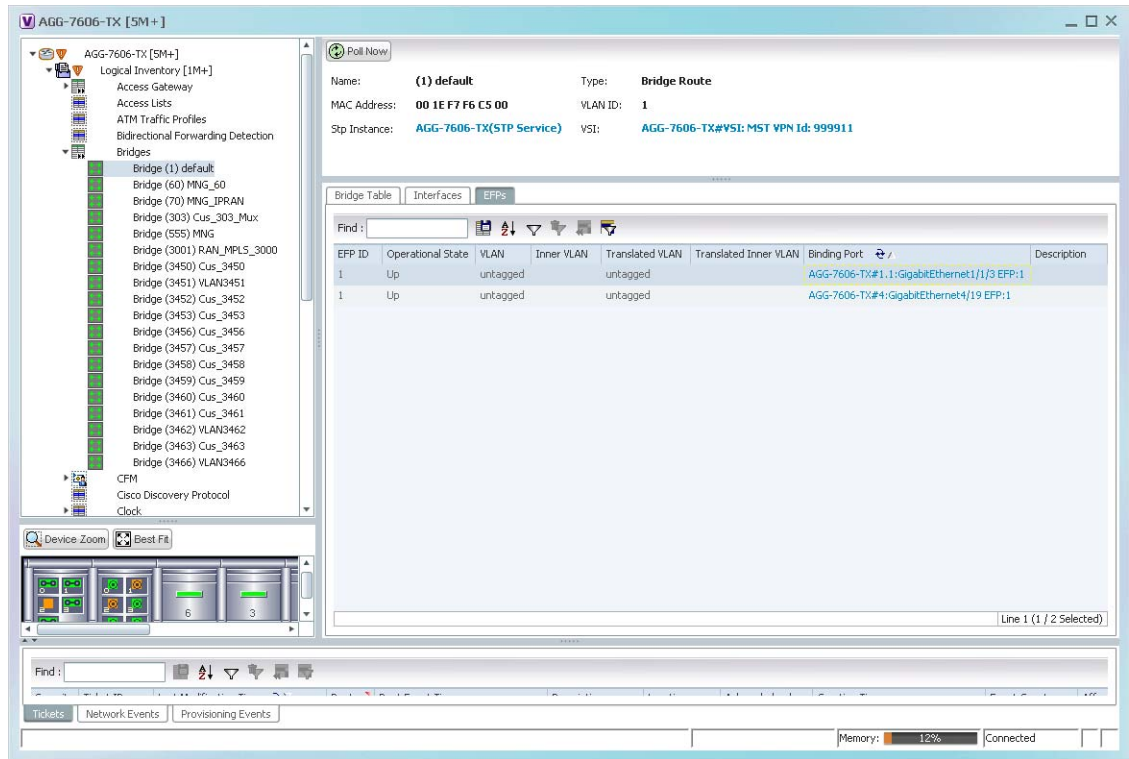 AGG-7606-TX [5M+]
AGG-7606-TX [5M+]
Logical Inventory [1M+]
Access Gateway
Access Lists
ATM Traffic Profiles
Bidirectional Forwarding Detection
Bridges
Bridge (1) default
Bridge (60) MNG_60
Bridge (70) MNG_IPRAN
Bridge (303) Cus_303_Mux
Bridge (555) MNG
Bridge (3001) RAN_MPLS_3000
Bridge (3450) Cus_3450
Bridge (3451) VLAN3451
Bridge (3452) Cus_3452
Bridge (3453) Cus_3453
Bridge (3456) Cus_3456
Bridge (3457) Cus_3457
Bridge (3458) Cus_3458
Bridge (3459) Cus_3459
Bridge (3460) Cus_3460
Bridge (3461) Cus_3461
Bridge (3462) VLAN3462
Bridge (3463) Cus_3463
Bridge (3466) VLAN3466
CFM
Cisco Discovery Protocol
Clock
Device Zoom Best Fit
6 3
Poll Now
Name: (1) default Type: Bridge Route
MAC Address: 00 1E F7 F6 C5 00 VLAN ID: 1
Stp Instance: AGG-7606-TX(STP Service) VSI: AGG-7606-TX#VSI: MST VPN Id: 999911
Bridge Table Interfaces EFPs
Find :
EFP ID Operational State VLAN Inner VLAN Translated VLAN Translated Inner VLAN Binding Port Description
1 Up untagged untagged AGG-7606-TX#1.1:GigabitEthernet1/1/3 EFP:1
1 Up untagged untagged AGG-7606-TX#4:GigabitEthernet4/19 EFP:1
Line 1 (1 / 2 Selected)
Find :
Tickets Network Events Provisioning Events
Memory: 12% Connected